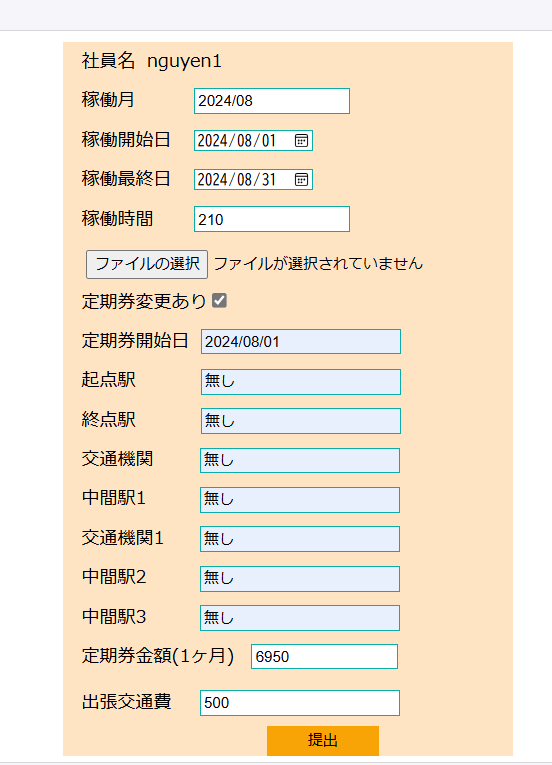 社員名 nguyen1
稼働月 2024/08
稼働開始日 2024/08/01
稼働最終日 2024/08/31
稼働時間 210
ファイルの選択 ファイルが選択されていません
定期券変更あり
定期券開始日 2024/08/01
起点駅 無し
終点駅 無し
交通機関 無し
中間駅1 無し
交通機関1 無し
中間駅2 無し
中間駅3 無し
定期券金額(1ヶ月) 6950
出張交通費 500
提出